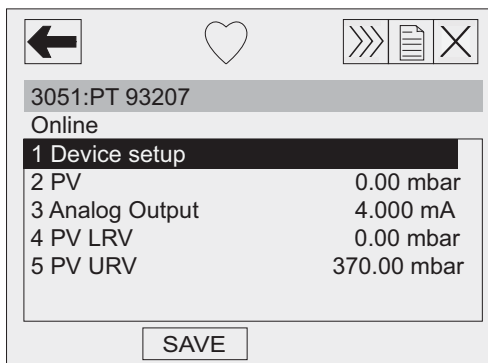 3051:PT 93207
Online
1 Device setup
2 PV 0.00 mbar
3 Analog Output 4.000 mA
4 PV LRV 0.00 mbar
5 PV URV 370.00 mbar
SAVE